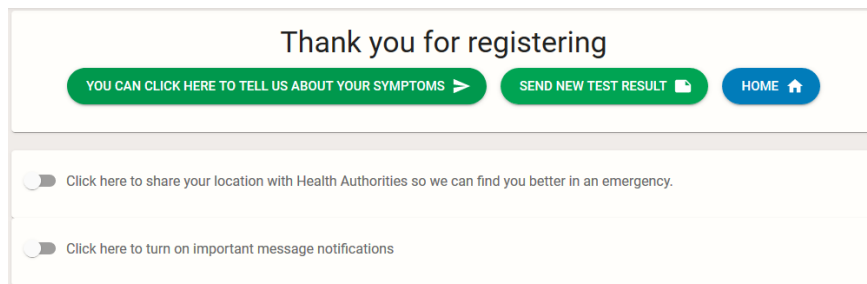 Thank you for registering
YOU CAN CLICK HERE TO TELL US ABOUT YOUR SYMPTOMS
SEND NEW TEST RESULT
HOME
Click here to share your location with Health Authorities so we can find you better in an emergency.
Click here to turn on important message notifications